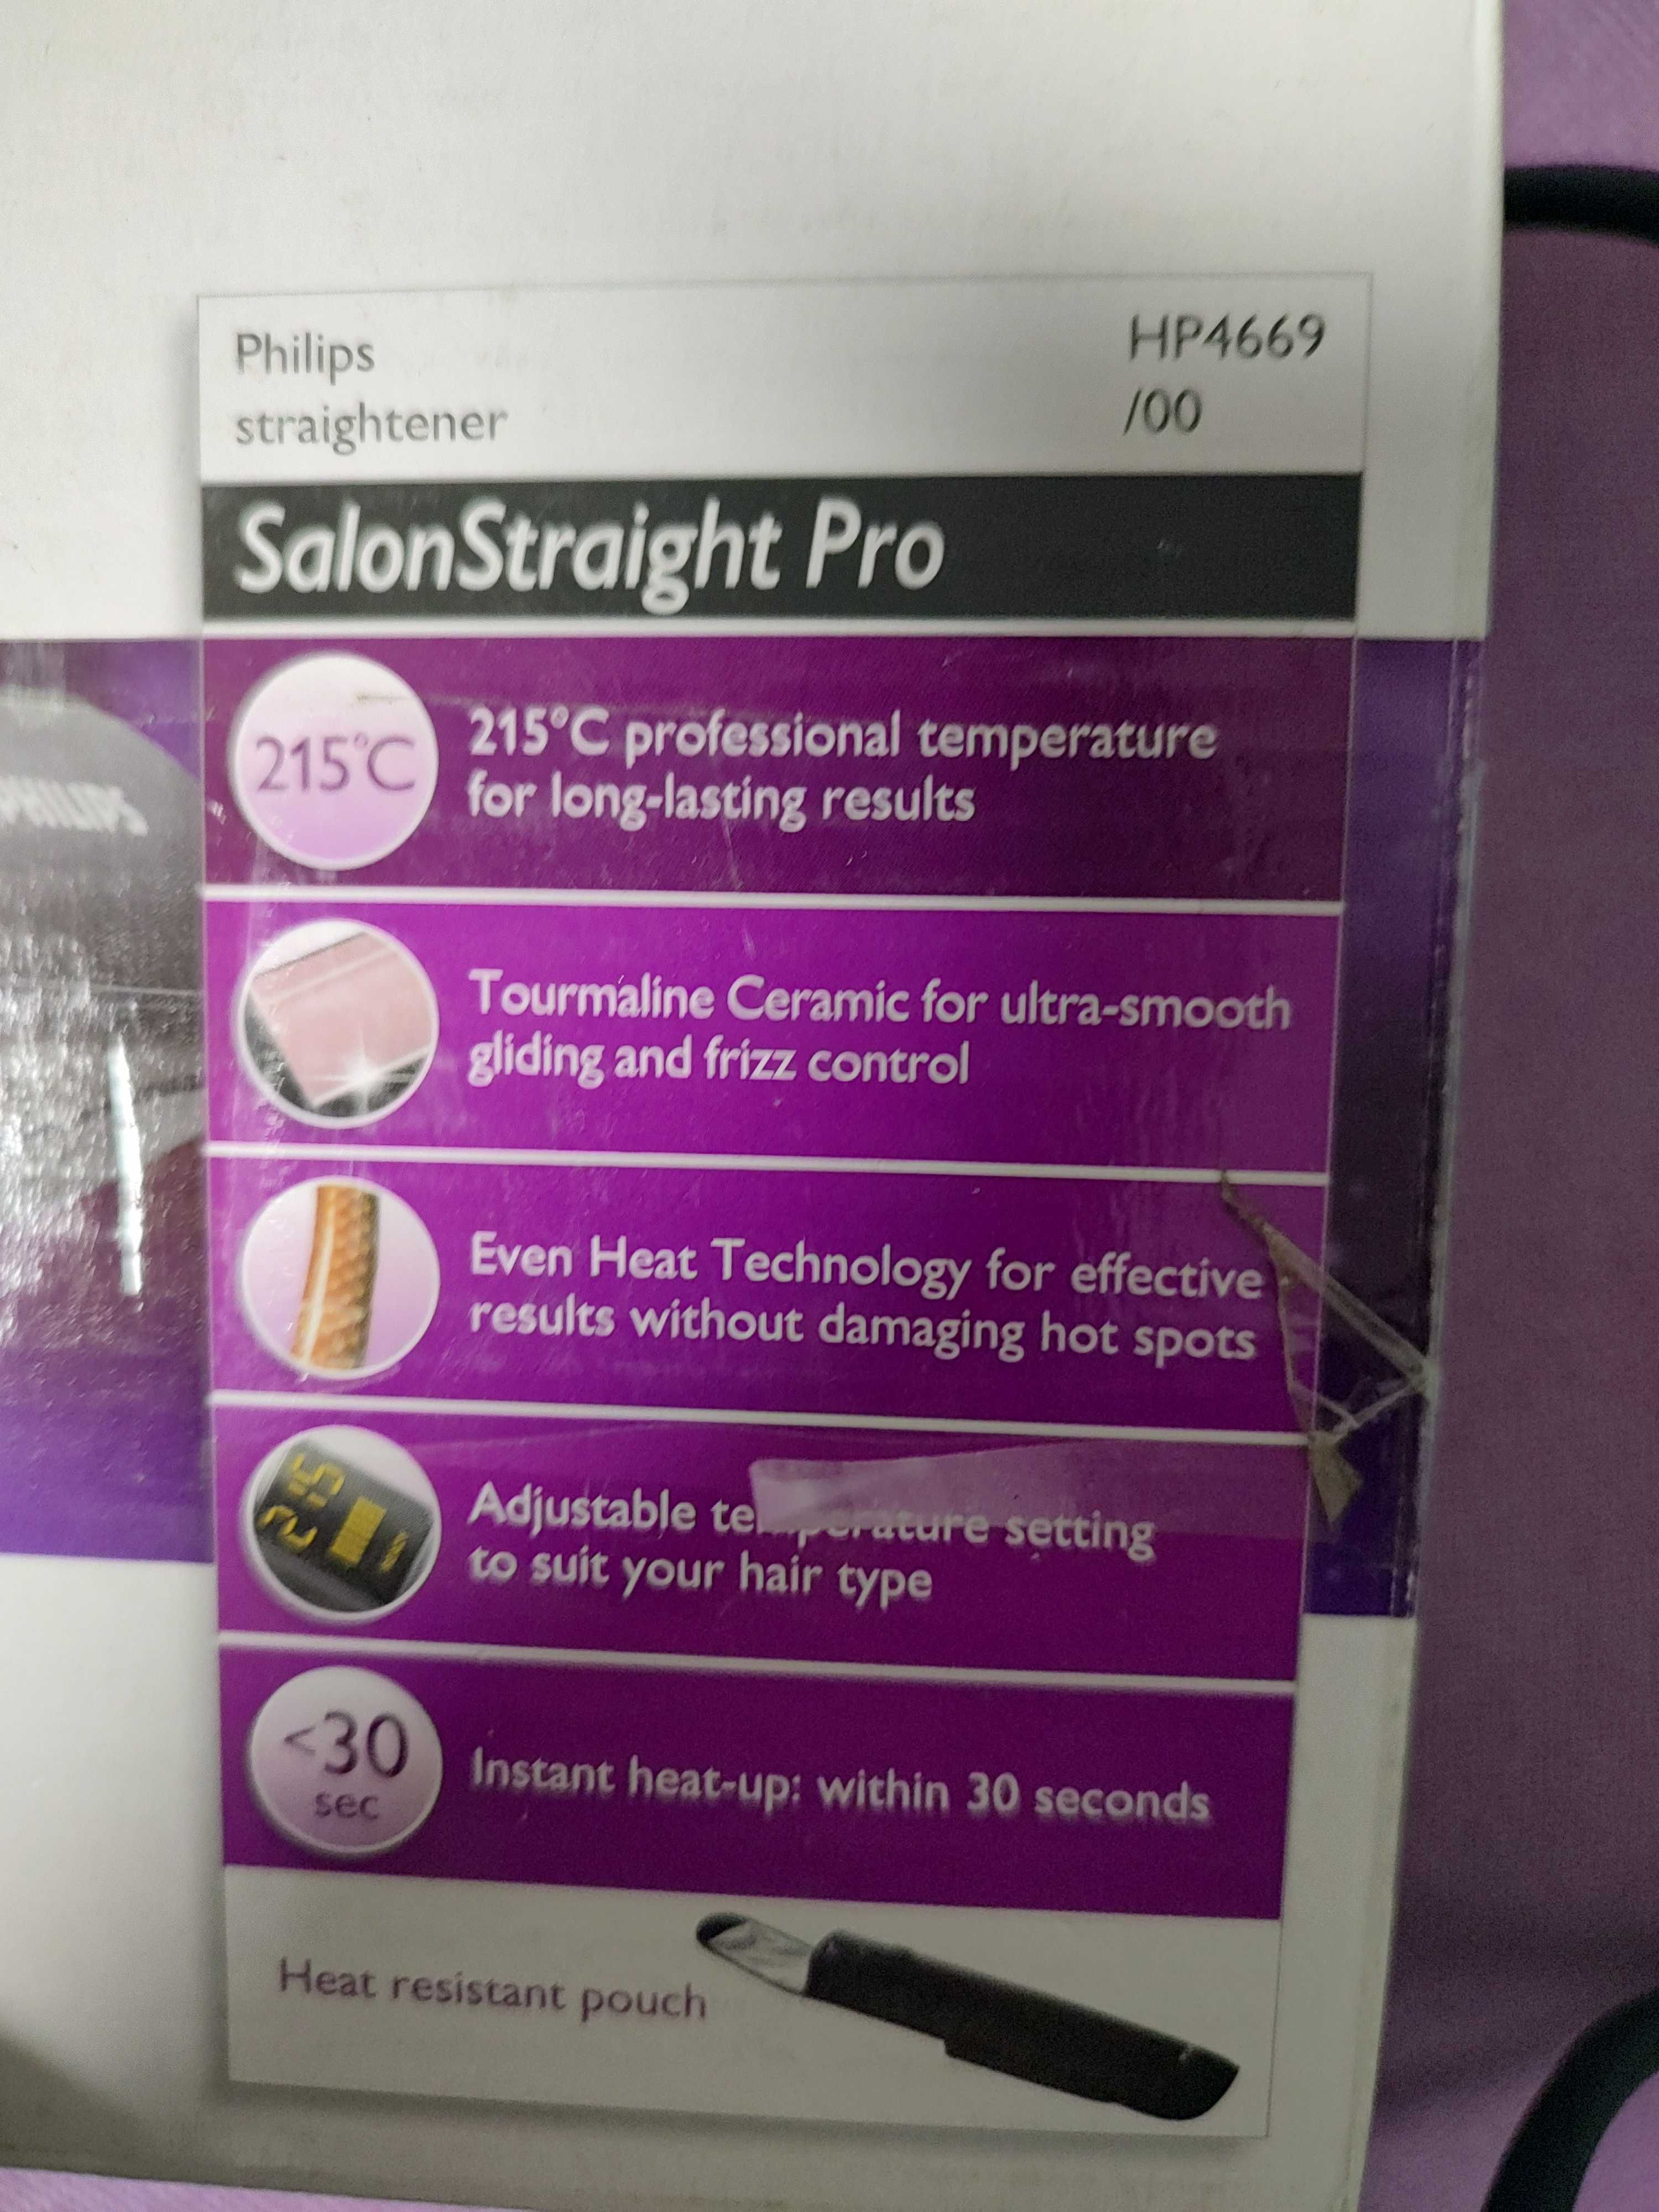 Philips
straightener
HP4669
/00
SalonStraight Pro
215°C
215°C professional temperature
for long-lasting results
PHILIPS
Tourmaline Ceramic for ultra-smooth
gliding and frizz control
Even Heat Technology for effective
results without damaging hot spots
215
Adjustable temperature setting
to suit your hair type
<30
sec
Instant heat-up: within 30 seconds
Heat resistant pouch